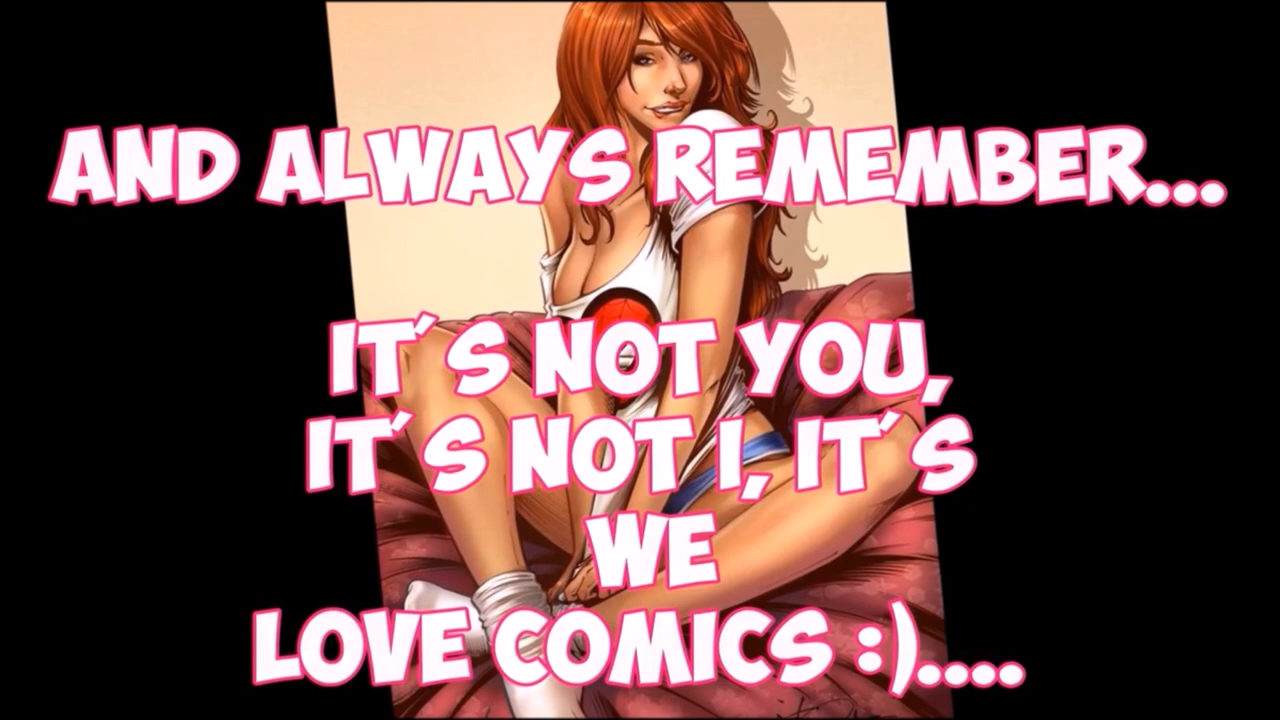 AND ALWAYS REMEMBER...
IT'S NOT YOU,
IT'S NOT I, IT'S
WE
LOVE COMICS :)....